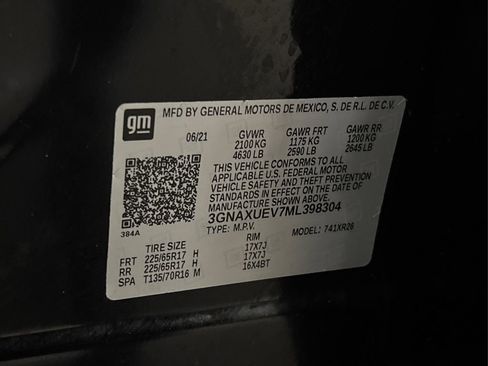 gm
MFD BY GENERAL MOTORS DE MEXICO, S. DE R.L. DE C.V.
06/21 GVWR GAWR FRT GAWR RR
2100 KG 1175 KG 1200 KG
4630 LB 2590 LB 2645 LB
THIS VEHICLE CONFORMS TO ALL
APPLICABLE U.S. FEDERAL MOTOR
VEHICLE SAFETY AND THEFT PREVENTION
STANDARDS IN EFFECT ON THE DATE OF
MANUFACTURE SHOWN ABOVE.
3GNAXUEV7ML398304
384A
TYPE: M.P.V. MODEL: 741XR26
TIRE SIZE RIM
FRT 225/65R17 H 17X7J
RR 225/65R17 H 17X7J
SPA T135/70R16 M 16X4BT